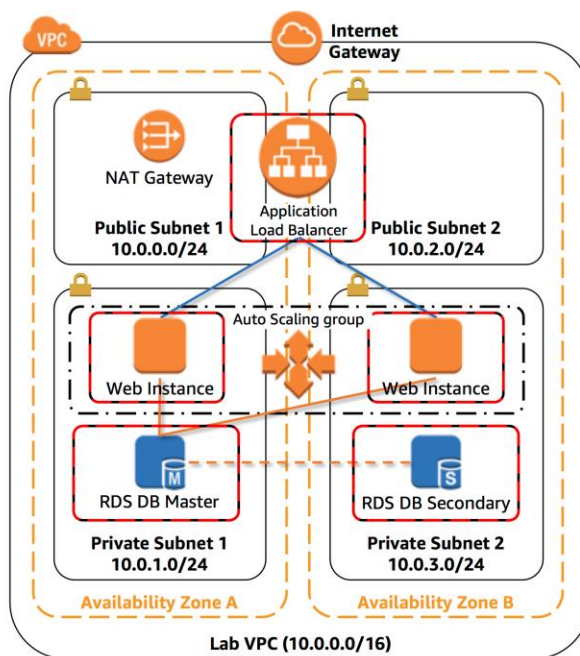 VPC
Internet
Gateway
NAT Gateway
Public Subnet 1
10.0.0.0/24
Application
Load Balancer
Public Subnet 2
10.0.2.0/24
Auto Scaling group
Web Instance
Web Instance
M
RDS DB Master
S
RDS DB Secondary
Private Subnet 1
10.0.1.0/24
Private Subnet 2
10.0.3.0/24
Availability Zone A
Availability Zone B
Lab VPC (10.0.0.0/16)